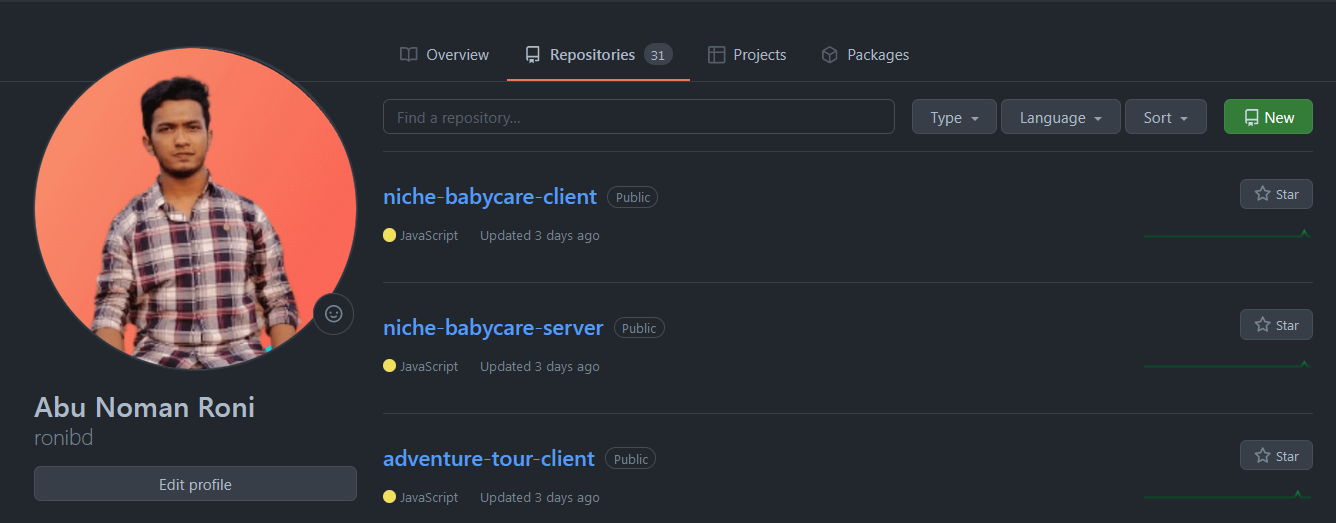 Overview Repositories 31 Projects Packages
Find a repository... Type Language Sort New
niche-babycare-client Public Star
JavaScript Updated 3 days ago
niche-babycare-server Public Star
JavaScript Updated 3 days ago
Abu Noman Roni
ronibd
adventure-tour-client Public Star
Edit profile
JavaScript Updated 3 days ago